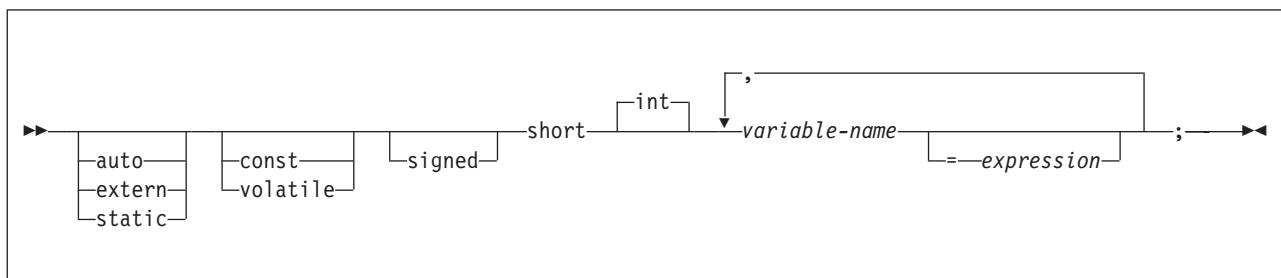 ,
int
short variable-name ;
auto const signed = expression
extern volatile
static